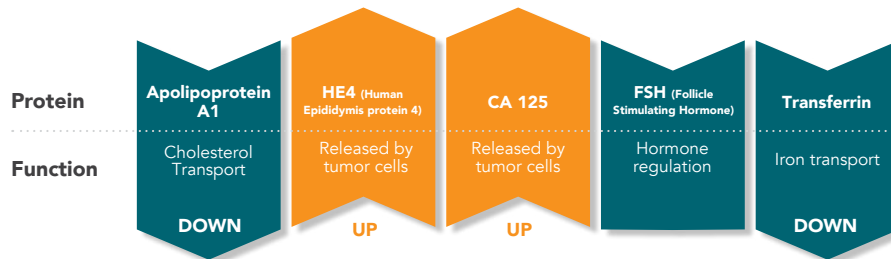 Protein
Apolipoprotein
A1
HE4 (Human
Epididymis protein 4)
CA 125
FSH (Follicle
Stimulating Hormone)
Transferrin
Function
Cholesterol
Transport
Released by
tumor cells
Released by
tumor cells
Hormone
regulation
Iron transport
DOWN
UP
UP
DOWN